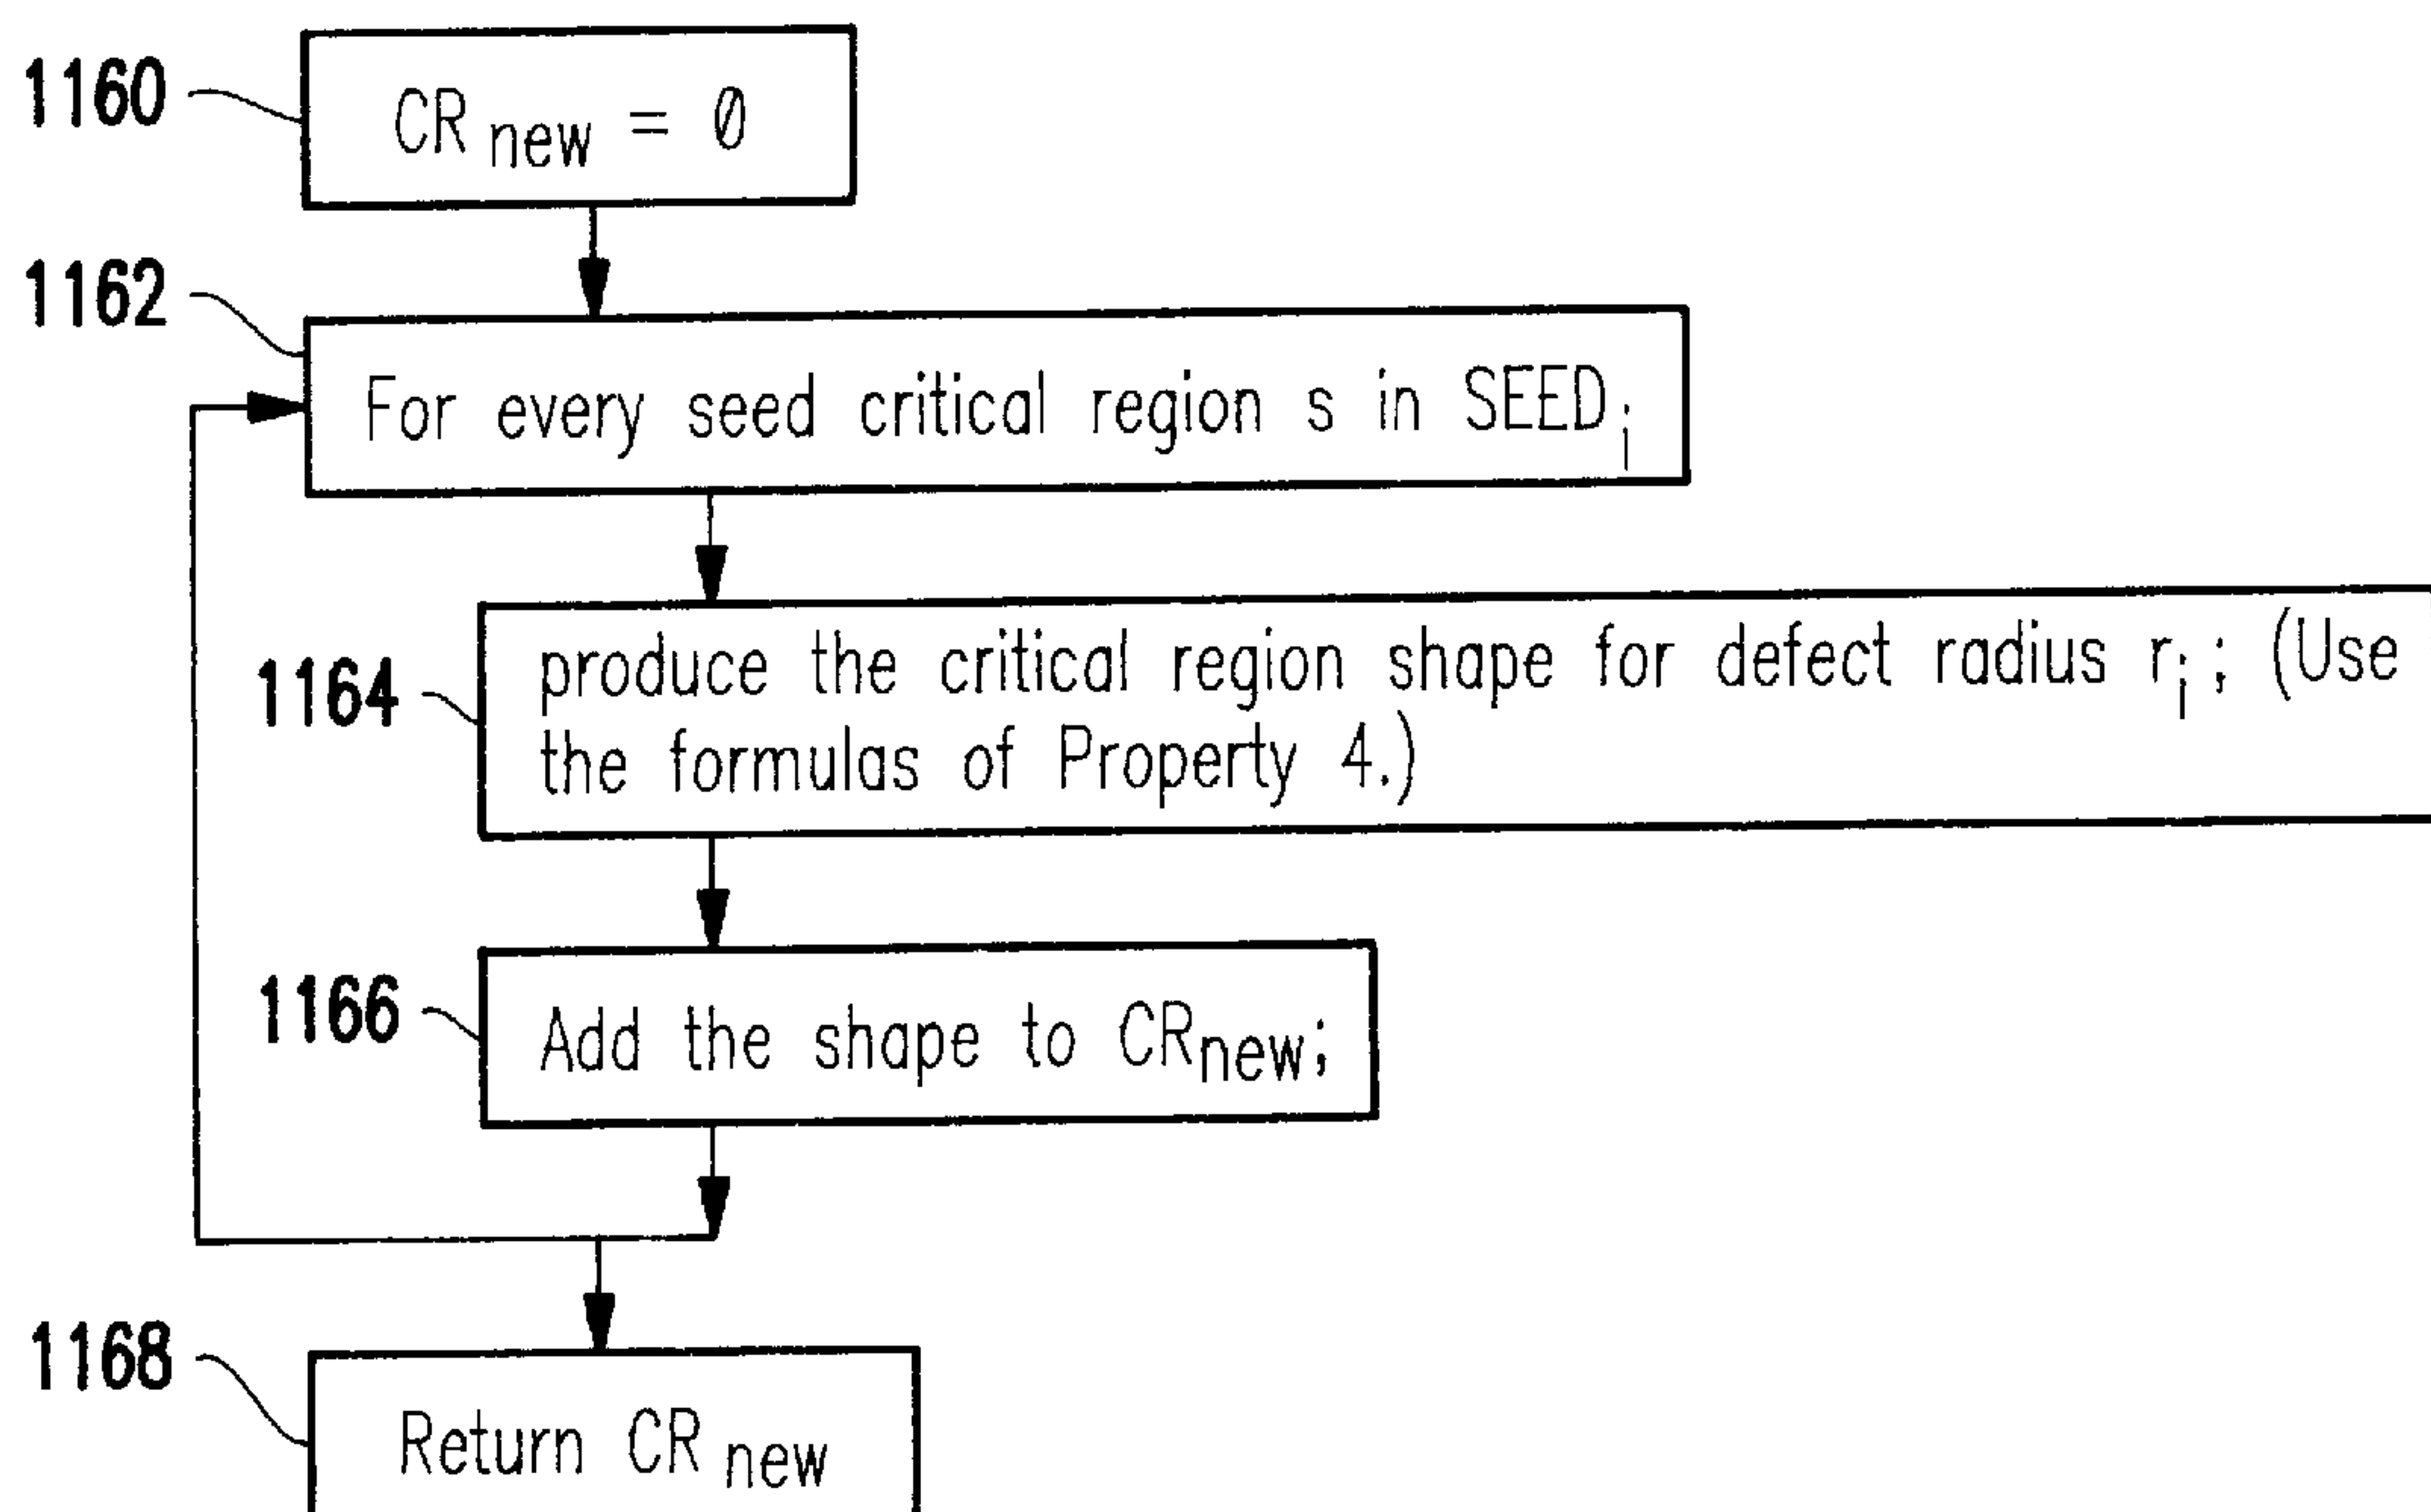 1160
CR new = Ø
1162
For every seed critical region s in SEEDi
1164
produce the critical region shape for defect radius ri; (Use
the formulas of Property 4.)
1166
Add the shape to CRnew;
1168
Return CR new